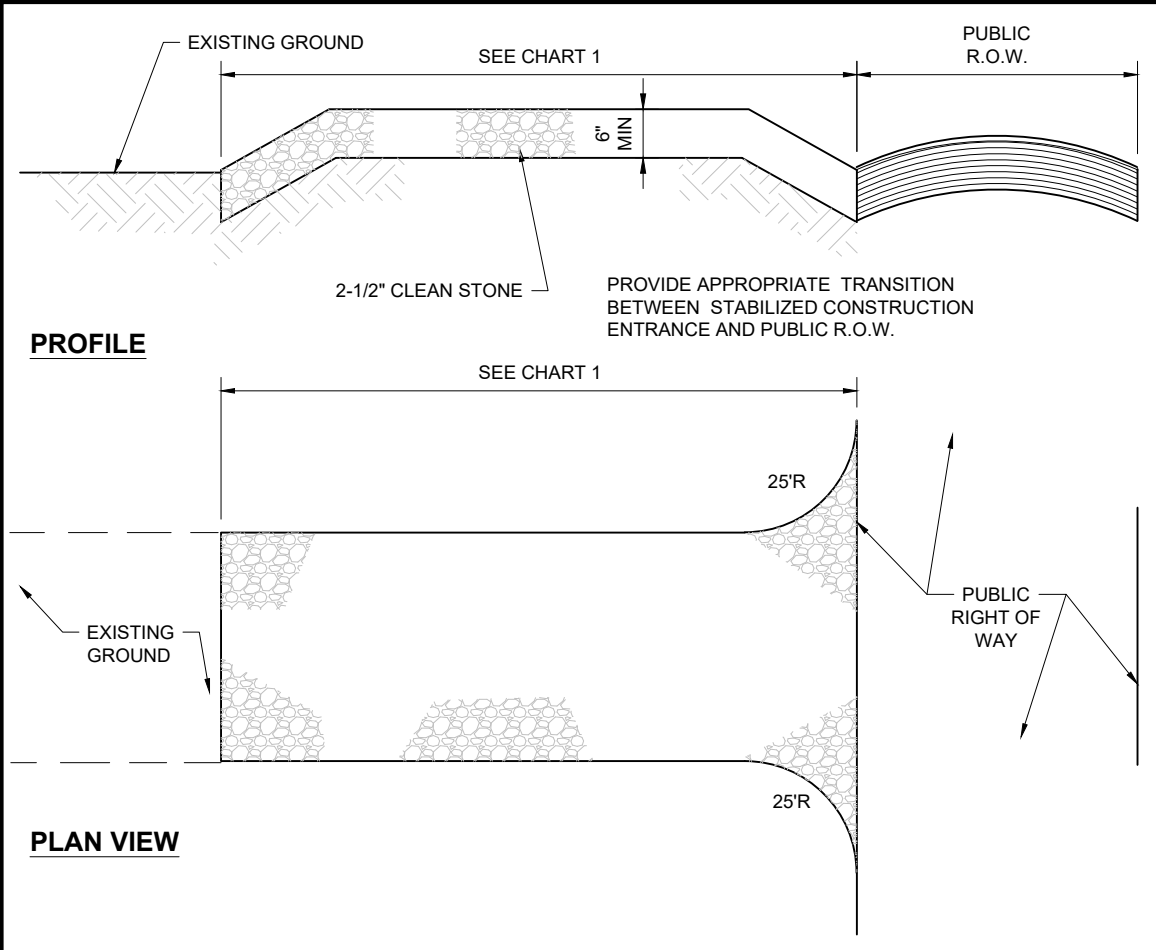 EXISTING GROUND
SEE CHART 1
PUBLIC
R.O.W.
6"
MIN
2-1/2" CLEAN STONE
PROVIDE APPROPRIATE TRANSITION
BETWEEN STABILIZED CONSTRUCTION
ENTRANCE AND PUBLIC R.O.W.
PROFILE
SEE CHART 1
25'R
EXISTING
GROUND
PUBLIC
RIGHT OF
WAY
25'R
PLAN VIEW